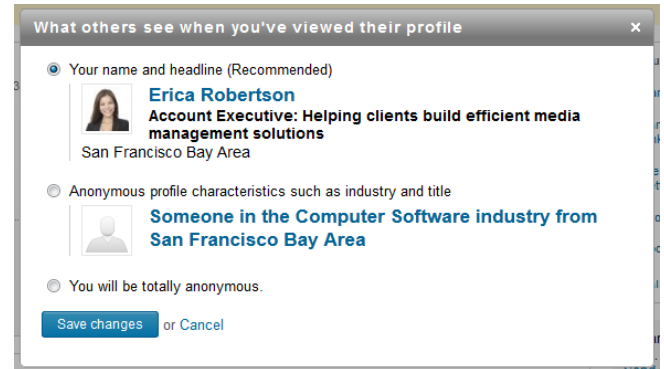 What others see when you've viewed their profile ×
Your name and headline (Recommended)
Erica Robertson
Account Executive: Helping clients build efficient media
management solutions
San Francisco Bay Area
Anonymous profile characteristics such as industry and title
Someone in the Computer Software industry from
San Francisco Bay Area
You will be totally anonymous.
Save changes or Cancel